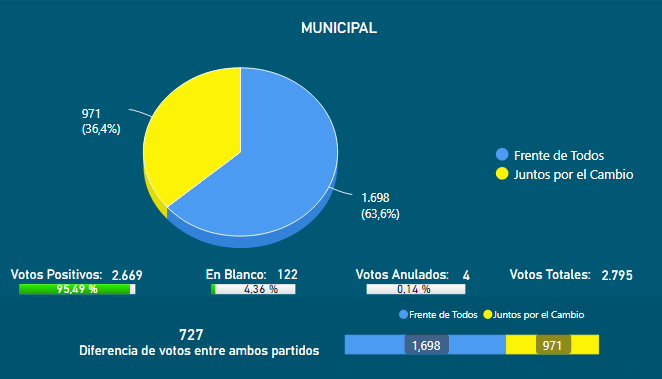 MUNICIPAL
971
(36,4%)
1.698
(63,6%)
Frente de Todos
Juntos por el Cambio
Votos Positivos: 2.669
95,49 %
En Blanco: 122
4,36 %
Votos Anulados: 4
0,14 %
Votos Totales: 2.795
727
Diferencia de votos entre ambos partidos
Frente de Todos Juntos por el Cambio
1,698 971